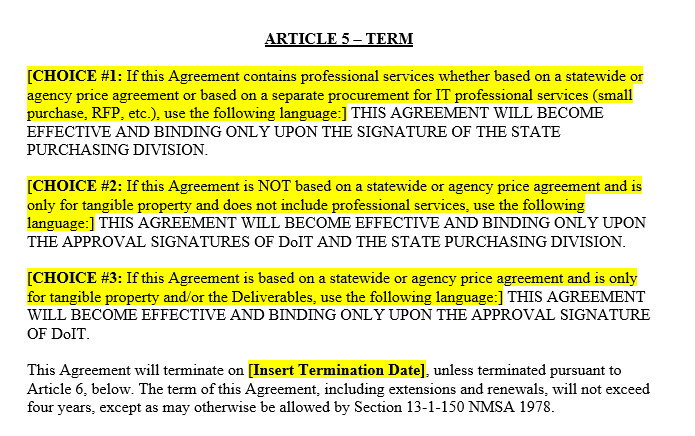 ARTICLE 5 – TERM
[CHOICE #1: If this Agreement contains professional services whether based on a statewide or
agency price agreement or based on a separate procurement for IT professional services (small
purchase, RFP, etc.), use the following language:] THIS AGREEMENT WILL BECOME
EFFECTIVE AND BINDING ONLY UPON THE SIGNATURE OF THE STATE
PURCHASING DIVISION.
[CHOICE #2: If this Agreement is NOT based on a statewide or agency price agreement and is
only for tangible property and does not include professional services, use the following
language:] THIS AGREEMENT WILL BECOME EFFECTIVE AND BINDING ONLY UPON
THE APPROVAL SIGNATURES OF DoIT AND THE STATE PURCHASING DIVISION.
[CHOICE #3: If this Agreement is based on a statewide or agency price agreement and is only
for tangible property and/or the Deliverables, use the following language:] THIS AGREEMENT
WILL BECOME EFFECTIVE AND BINDING ONLY UPON THE APPROVAL SIGNATURE
OF DoIT.
This Agreement will terminate on [Insert Termination Date], unless terminated pursuant to
Article 6, below. The term of this Agreement, including extensions and renewals, will not exceed
four years, except as may otherwise be allowed by Section 13-1-150 NMSA 1978.